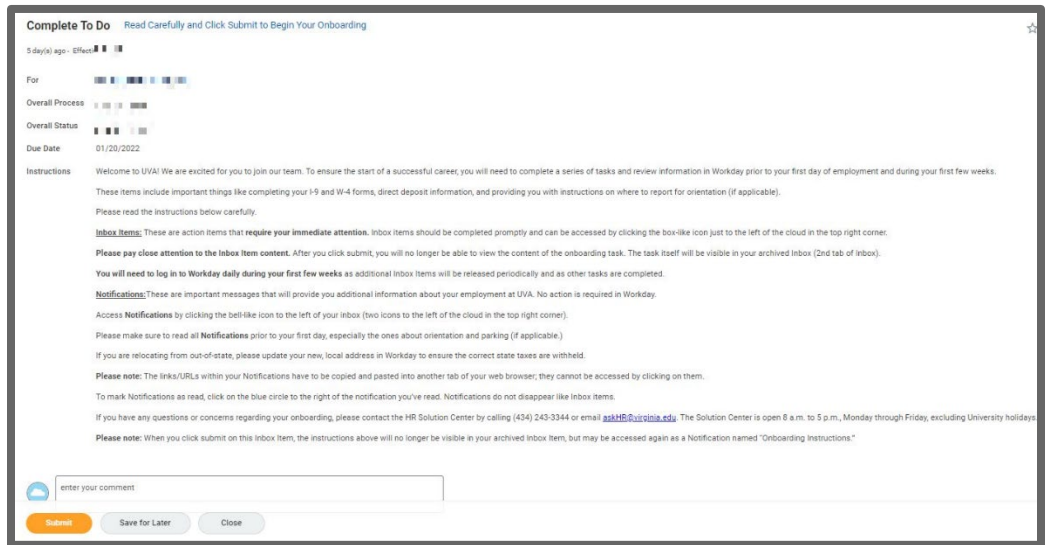 Complete To Do Read Carefully and Click Submit to Begin Your Onboarding
5 day(s) ago - Effecti
For
Overall Process
Overall Status
Due Date 01/20/2022
Instructions Welcome to UVA! We are excited for you to join our team. To ensure the start of a successful career, you will need to complete a series of tasks and review information in Workday prior to your first day of employment and during your first few weeks.
These items include important things like completing your I-9 and W-4 forms, direct deposit information, and providing you with instructions on where to report for orientation (if applicable).
Please read the instructions below carefully.
Inbox Items: These are action items that require your immediate attention. Inbox items should be completed promptly and can be accessed by clicking the box-like icon just to the left of the cloud in the top right corner.
Please pay close attention to the Inbox Item content. After you click submit, you will no longer be able to view the content of the onboarding task. The task itself will be visible in your archived Inbox (2nd tab of Inbox).
You will need to log in to Workday daily during your first few weeks as additional Inbox Items will be released periodically and as other tasks are completed.
Notifications:These are important messages that will provide you additional information about your employment at UVA. No action is required in Workday.
Access Notifications by clicking the bell-like icon to the left of your inbox (two icons to the left of the cloud in the top right corner).
Please make sure to read all Notifications prior to your first day, especially the ones about orientation and parking (if applicable.)
If you are relocating from out-of-state, please update your new, local address in Workday to ensure the correct state taxes are withheld.
Please note: The links/URLs within your Notifications have to be copied and pasted into another tab of your web browser; they cannot be accessed by clicking on them.
To mark Notifications as read, click on the blue circle to the right of the notification you've read. Notifications do not disappear like Inbox items.
If you have any questions or concerns regarding your onboarding, please contact the HR Solution Center by calling (434) 243-3344 or email askHR@virginia.edu. The Solution Center is open 8 a.m. to 5 p.m., Monday through Friday, excluding University holidays.
Please note: When you click submit on this Inbox Item, the instructions above will no longer be visible in your archived Inbox Item, but may be accessed again as a Notification named "Onboarding Instructions."
enter your comment
Submit Save for Later Close